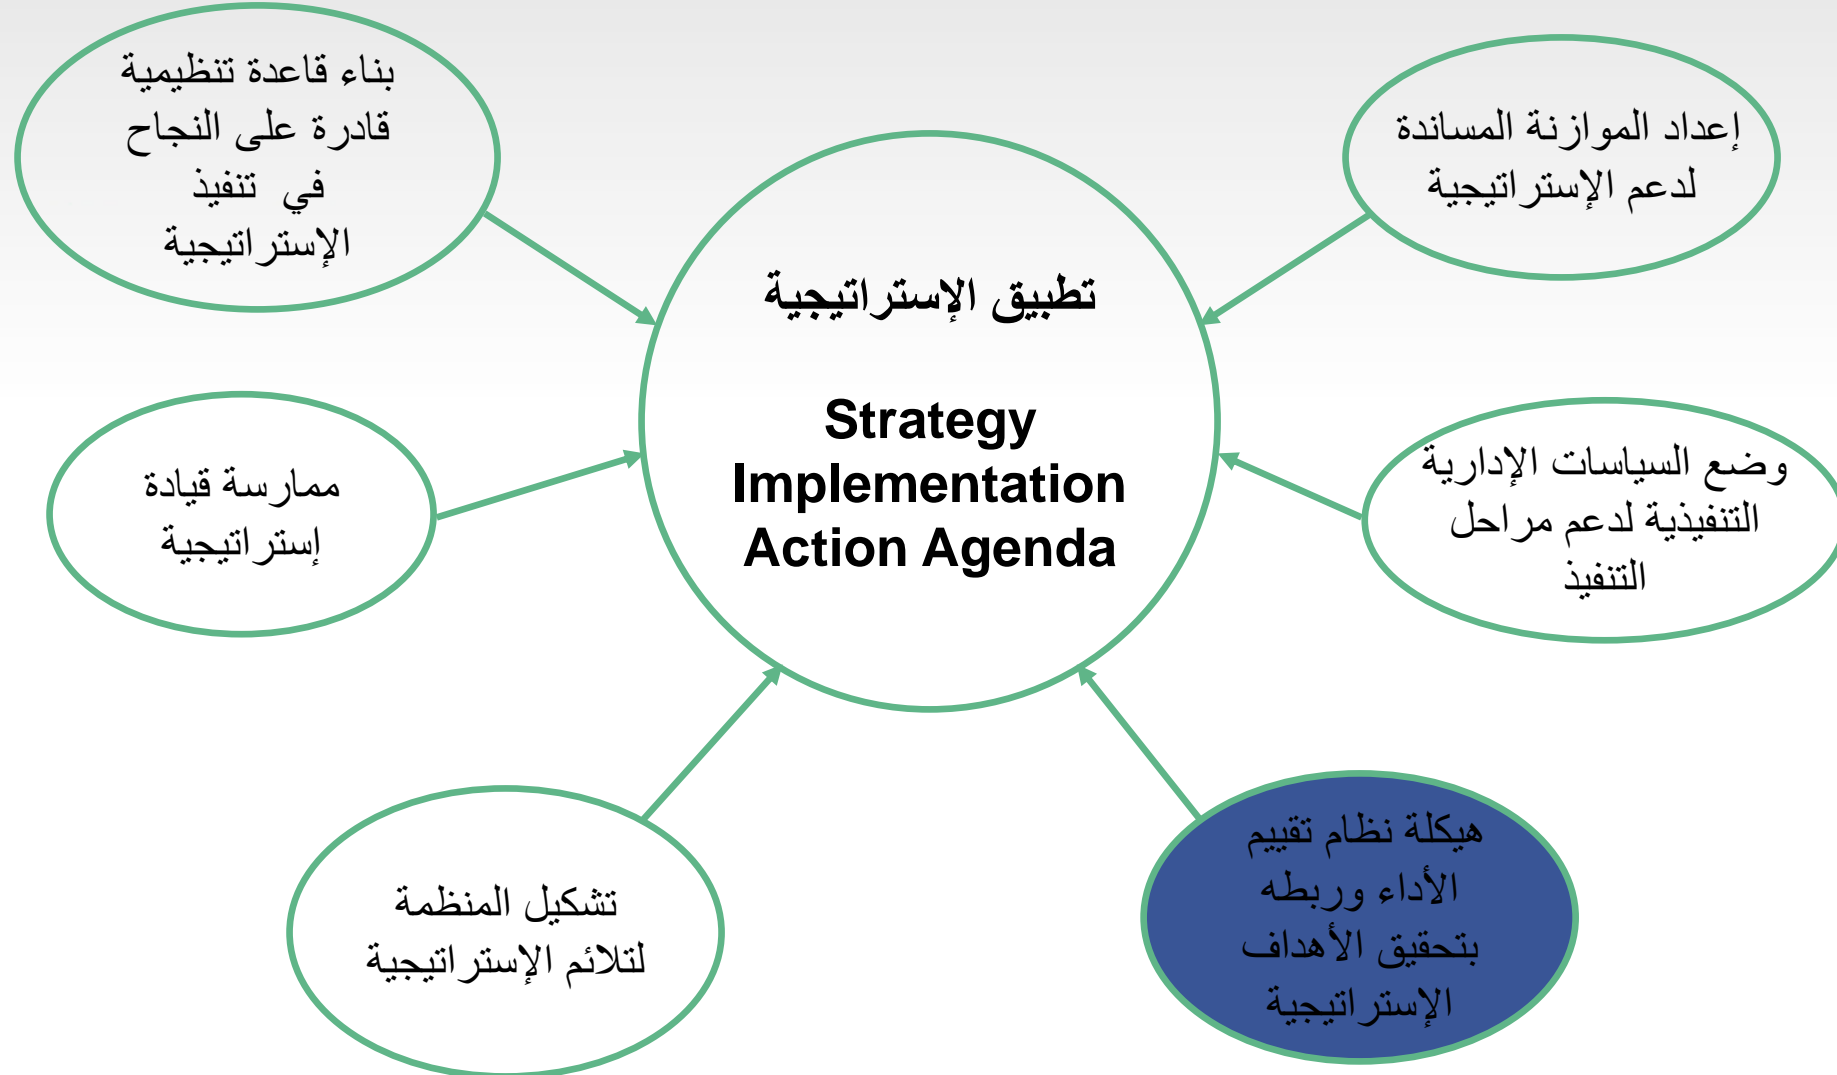 بناء قاعدة تنظيمية
قادرة على النجاح
في تنفيذ
الإستراتيجية
إعداد الموازنة المساندة
لدعم الإستراتيجية
تطبيق الإستراتيجية
Strategy
Implementation
Action Agenda
ممارسة قيادة
إستراتيجية
وضع السياسات الإدارية
التنفيذية لدعم مراحل
التنفيذ
تشكيل المنظمة
لتلائم الإستراتيجية
هيكلة نظام تقييم
الأداء وربطه
بتحقيق الأهداف
الإستراتيجية